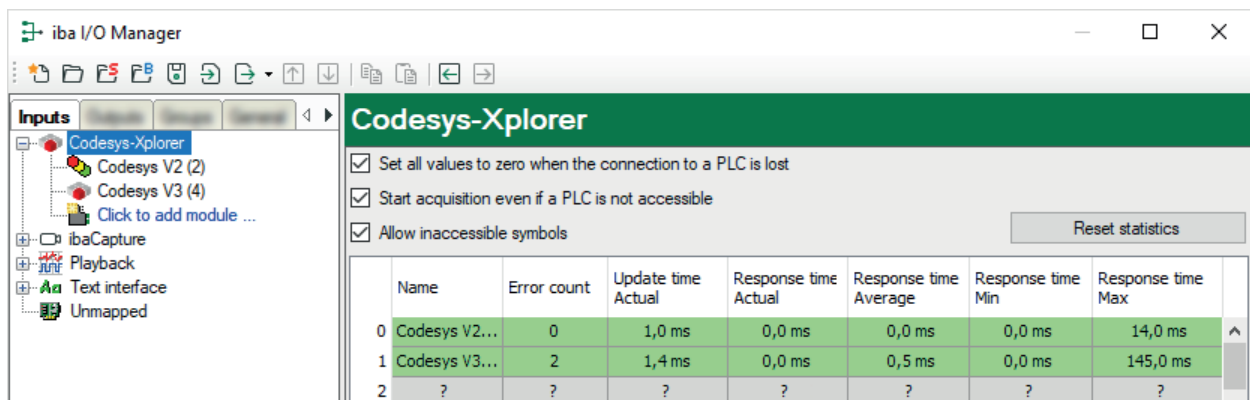 iba I/O Manager
Inputs
Codesys-Xplorer
Codesys V2 (2)
Codesys V3 (4)
Click to add module ...
ibaCapture
Playback
Text interface
Unmapped
Codesys-Xplorer
Set all values to zero when the connection to a PLC is lost
Start acquisition even if a PLC is not accessible
Allow inaccessible symbols
Reset statistics
Name Error count Update time Actual Response time Actual Response time Average Response time Min Response time Max
0 Codesys V2... 0 1,0 ms 0,0 ms 0,0 ms 0,0 ms 14,0 ms
1 Codesys V3... 2 1,4 ms 0,0 ms 0,5 ms 0,0 ms 145,0 ms
2 ? ? ? ? ? ? ?